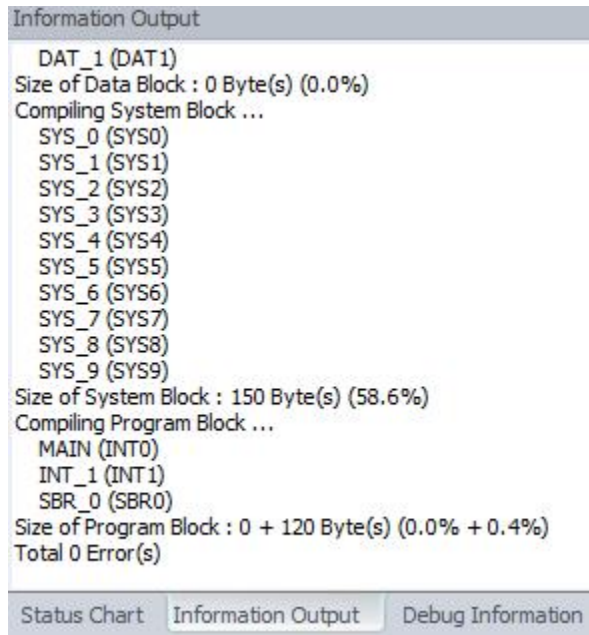 Information Output
DAT_1 (DAT1)
Size of Data Block : 0 Byte(s) (0.0%)
Compiling System Block ...
SYS_0 (SYS0)
SYS_1 (SYS1)
SYS_2 (SYS2)
SYS_3 (SYS3)
SYS_4 (SYS4)
SYS_5 (SYS5)
SYS_6 (SYS6)
SYS_7 (SYS7)
SYS_8 (SYS8)
SYS_9 (SYS9)
Size of System Block : 150 Byte(s) (58.6%)
Compiling Program Block ...
MAIN (INT0)
INT_1 (INT1)
SBR_0 (SBR0)
Size of Program Block : 0 + 120 Byte(s) (0.0% + 0.4%)
Total 0 Error(s)
Status Chart Information Output Debug Information